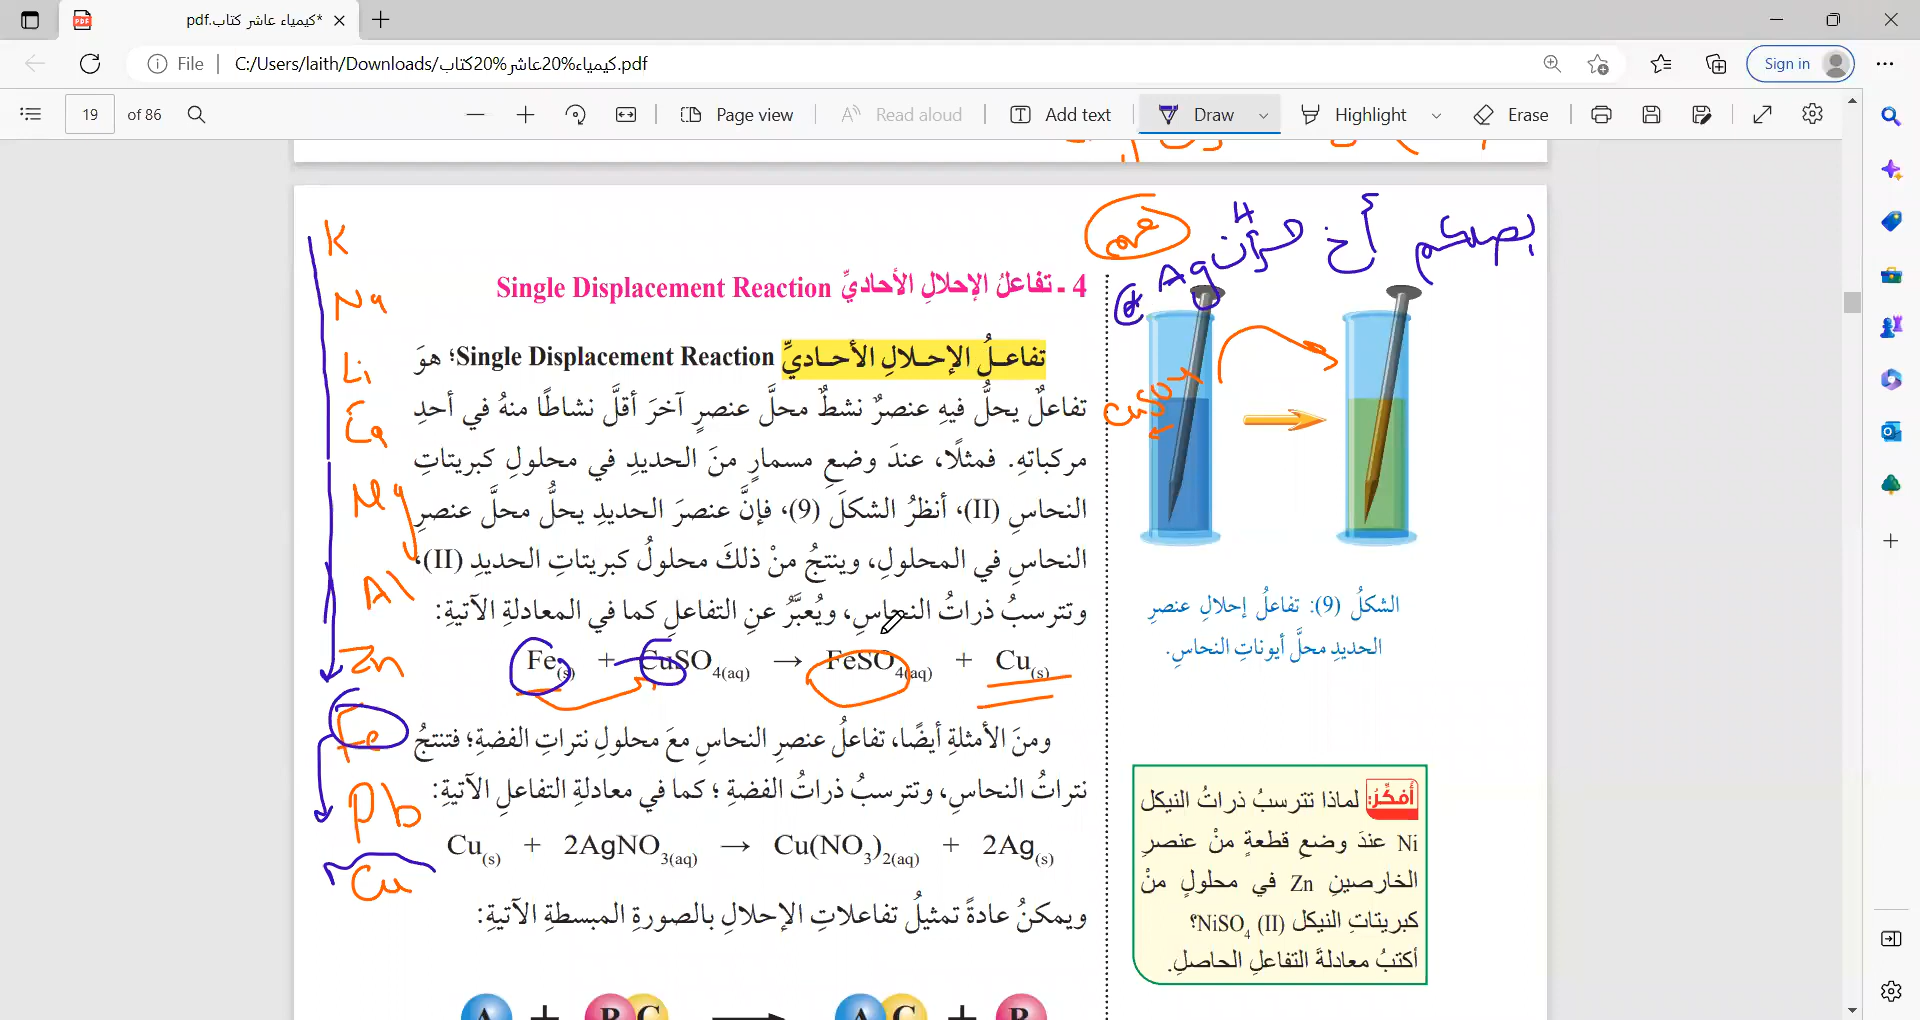 *كيمياء عاشر كتاب.pdf
File C:/Users/laith/Downloads/كيمياء%20عاشر%20كتاب.pdf
Sign in
19 of 86
Page view
Read aloud
Add text
Draw
Highlight
Erase
4 ـ تفاعلُ الإحلالِ الأحاديِّ Single Displacement Reaction
تفاعـلُ الإحـلالِ الأحـاديِّ Single Displacement Reaction؛ هوَ
تفاعلٌ يحلُّ فيهِ عنصرٌ نشطٌ محلَّ عنصرٍ آخرَ أقلَّ نشاطًا منهُ في أحدِ
مركباتهِ. فمثلًا، عندَ وضعِ مسمارٍ منَ الحديدِ في محلولِ كبريتاتِ
النحاسِ (II)، أنظرُ الشكلَ (9)، فإنَّ عنصرَ الحديدِ يحلُّ محلَّ عنصرِ
النحاسِ في المحلولِ، وينتجُ منْ ذلكَ محلولُ كبريتاتِ الحديدِ (II)،
وتترسبُ ذراتُ النحاسِ، ويُعبَّرُ عنِ التفاعلِ كما في المعادلةِ الآتيةِ:
Fe(s) + CuSO4(aq) → FeSO4(aq) + Cu(s)
ومنَ الأمثلةِ أيضًا، تفاعلُ عنصرِ النحاسِ معَ محلولِ نتراتِ الفضةِ؛ فتنتجُ
نتراتُ النحاسِ، وتترسبُ ذراتُ الفضةِ ؛ كما في معادلةِ التفاعلِ الآتيةِ:
Cu(s) + 2AgNO3(aq) → Cu(NO3)2(aq) + 2Ag(s)
ويمكنُ عادةً تمثيلُ تفاعلاتِ الإحلالِ بالصورةِ المبسطةِ الآتيةِ:
A + B C → A C + B
K
Na
Li
Ca
Mg
Al
Zn
Fe
Pb
Cu
Ag
CuSO4
الشكلُ (9): تفاعلُ إحلالِ عنصرِ
الحديدِ محلَّ أيوناتِ النحاسِ.
أُفكِّرُ: لماذا تترسبُ ذراتُ النيكل
Ni عندَ وضعِ قطعةٍ منْ عنصرِ
الخارصينِ Zn في محلولٍ منْ
كبريتاتِ النيكل (II) NiSO4؟
أكتبُ معادلةَ التفاعلِ الحاصلِ.